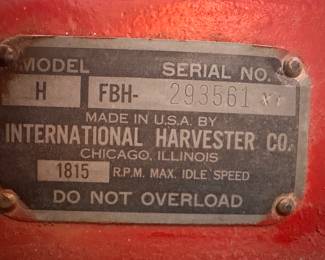 MODEL SERIAL NO.
H FBH- 293561 X1
MADE IN U.S.A. BY
INTERNATIONAL HARVESTER CO.
CHICAGO, ILLINOIS
1815 R.P.M. MAX. IDLE SPEED
DO NOT OVERLOAD